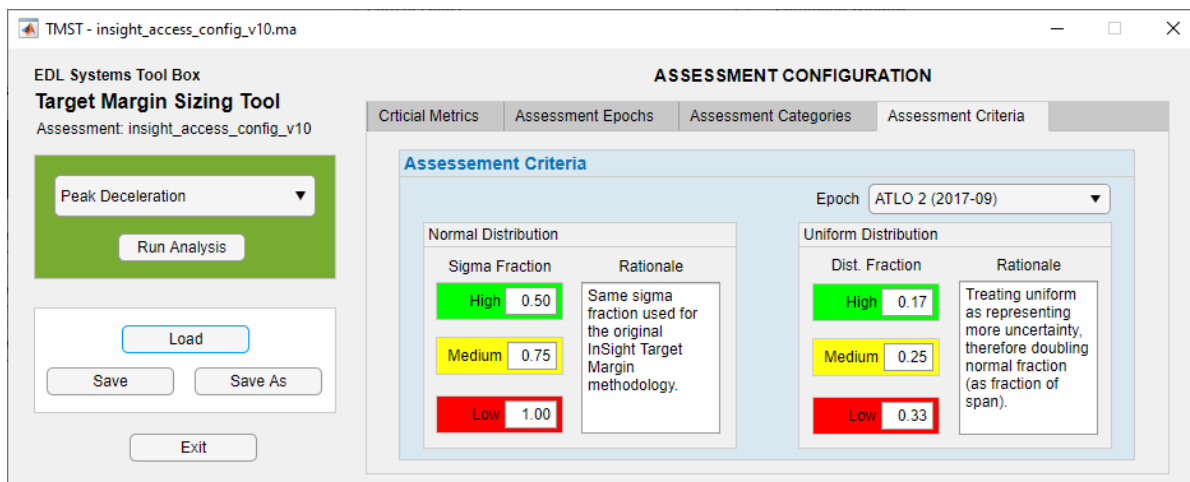 TMST - insight_access_config_v10.ma
EDL Systems Tool Box
Target Margin Sizing Tool
Assessment: insight_access_config_v10
Peak Deceleration
Run Analysis
Load
Save
Save As
Exit
ASSESSMENT CONFIGURATION
Crticial Metrics
Assessment Epochs
Assessment Categories
Assessment Criteria
Assessement Criteria
Epoch
ATLO 2 (2017-09)
Normal Distribution
Sigma Fraction
Rationale
High 0.50
Medium 0.75
Low 1.00
Same sigma
fraction used for
the original
InSight Target
Margin
methodology.
Uniform Distribution
Dist. Fraction
Rationale
High 0.17
Medium 0.25
Low 0.33
Treating uniform
as representing
more uncertainty,
therefore doubling
normal fraction
(as fraction of
span).